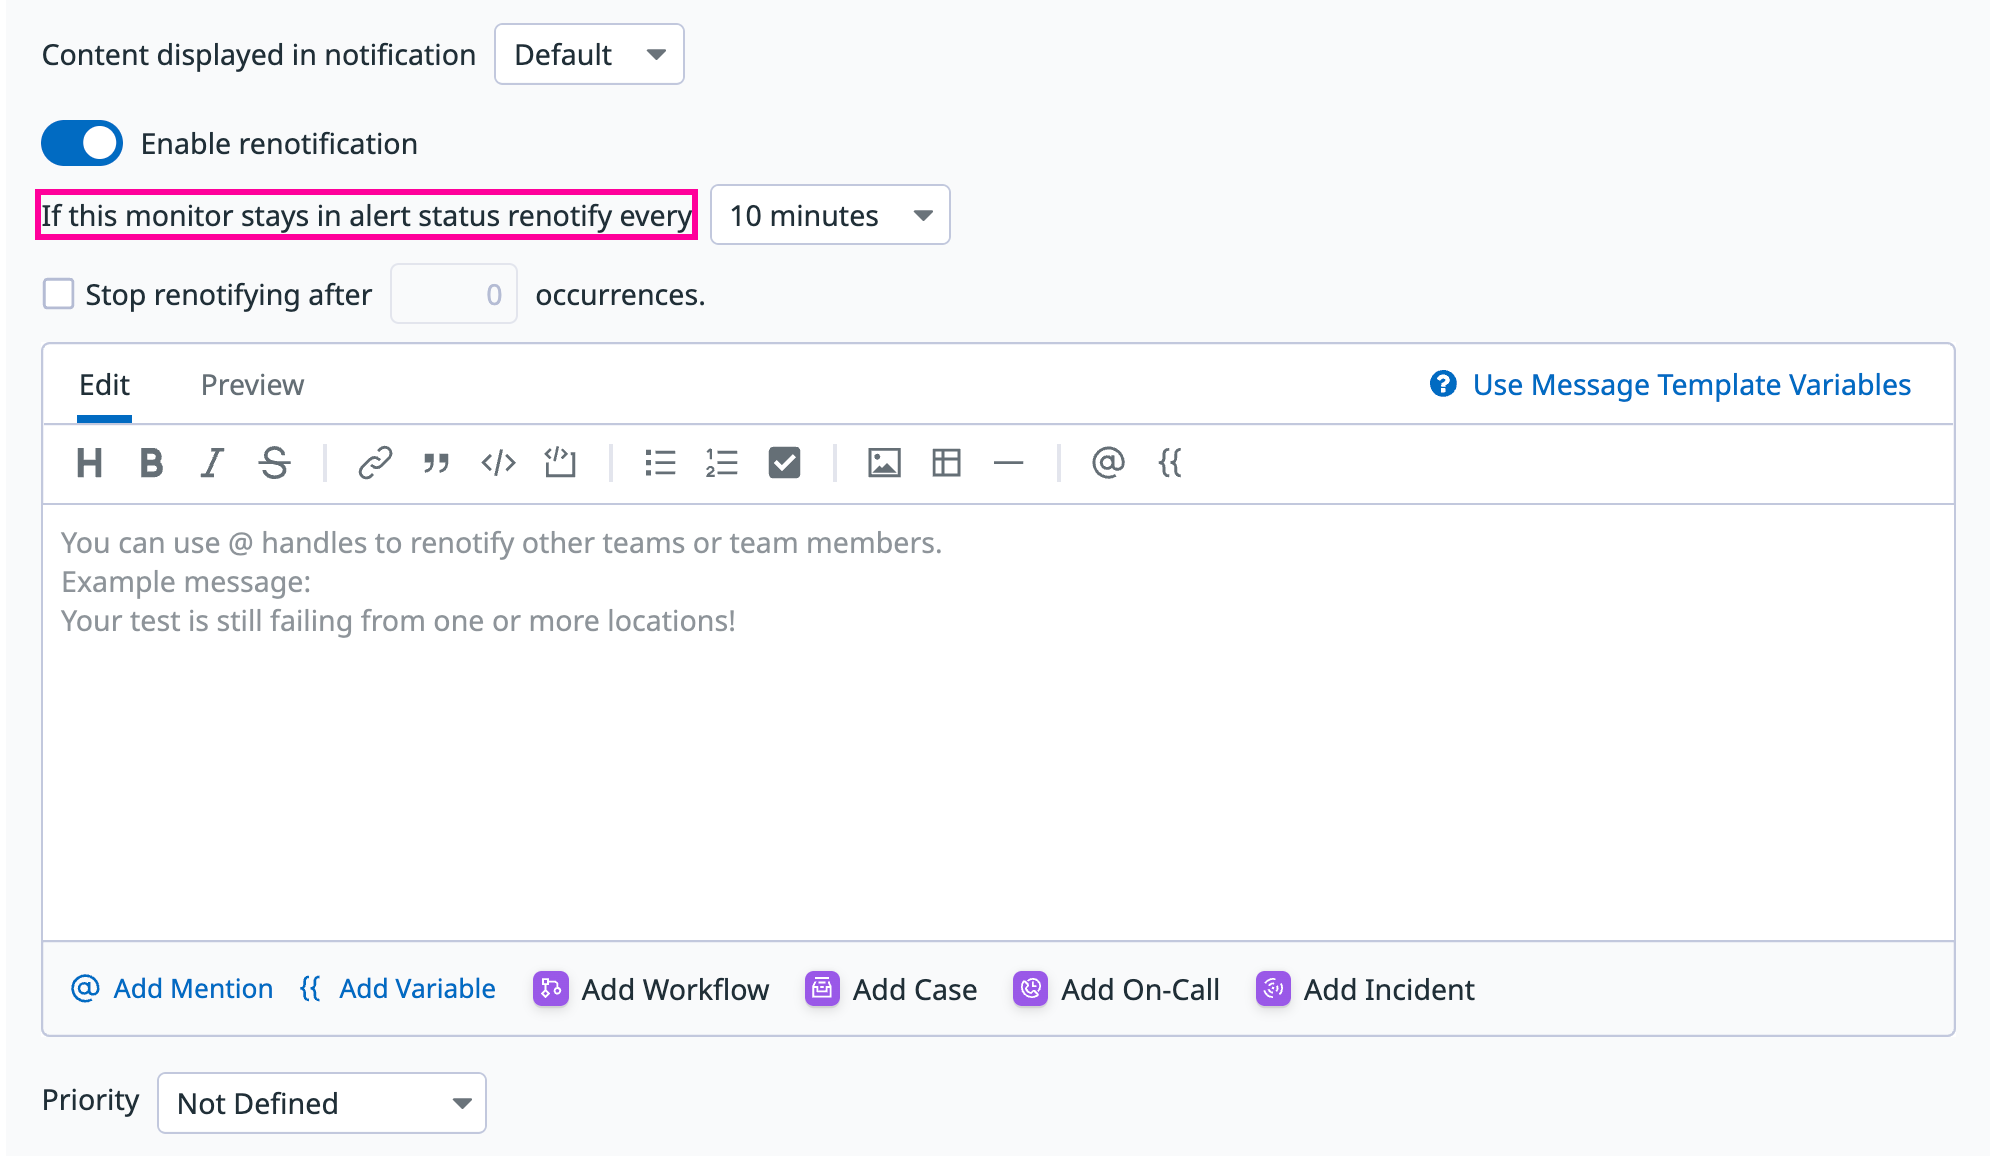 Content displayed in notification Default
Enable renotification
If this monitor stays in alert status renotify every 10 minutes
Stop renotifying after 0 occurrences.
Edit Preview Use Message Template Variables
You can use @ handles to renotify other teams or team members.
Example message:
Your test is still failing from one or more locations!
Add Mention Add Variable Add Workflow Add Case Add On-Call Add Incident
Priority Not Defined